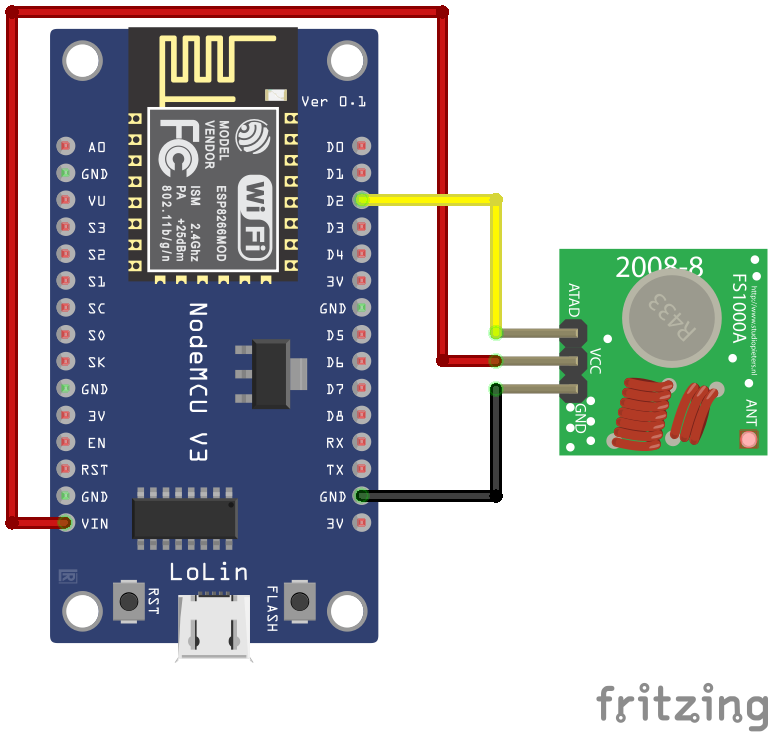 Ver 0.1
A0
GND
VU
S3
S2
S1
SC
S0
SK
GND
3V
EN
RST
GND
VIN
D0
D1
D2
D3
D4
3V
GND
D5
D6
D7
D8
RX
TX
GND
3V
MODEL
VENDOR
ESP8266MOD
ISM 2.4Ghz
PA +25dBm
802.11b/g/n
FC
WiFi
NodeMCU V3
LoLin
RST
FLASH
2008-8
FS1000A
http://www.studiopieters.nl
R433
ATAD
VCC
GND
ANT
fritzing